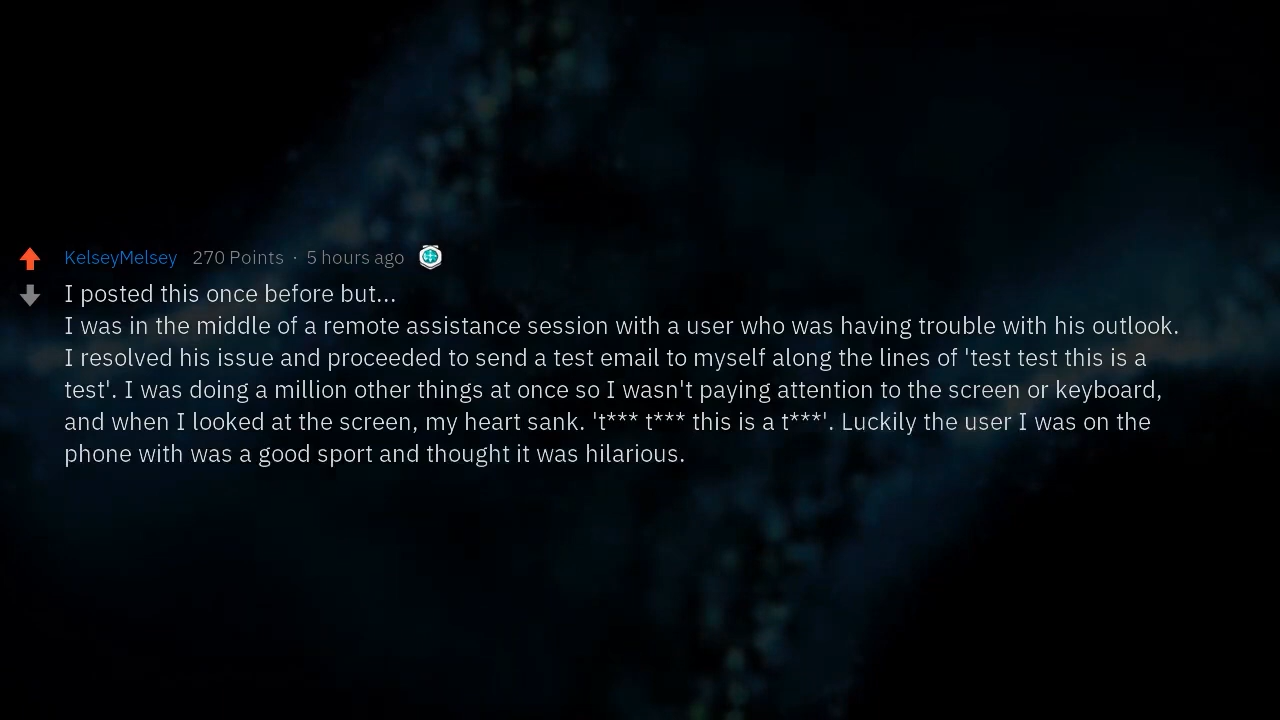 KelseyMelsey 270 Points · 5 hours ago
I posted this once before but...
I was in the middle of a remote assistance session with a user who was having trouble with his outlook.
I resolved his issue and proceeded to send a test email to myself along the lines of 'test test this is a
test'. I was doing a million other things at once so I wasn't paying attention to the screen or keyboard,
and when I looked at the screen, my heart sank. 't*** t*** this is a t***'. Luckily the user I was on the
phone with was a good sport and thought it was hilarious.